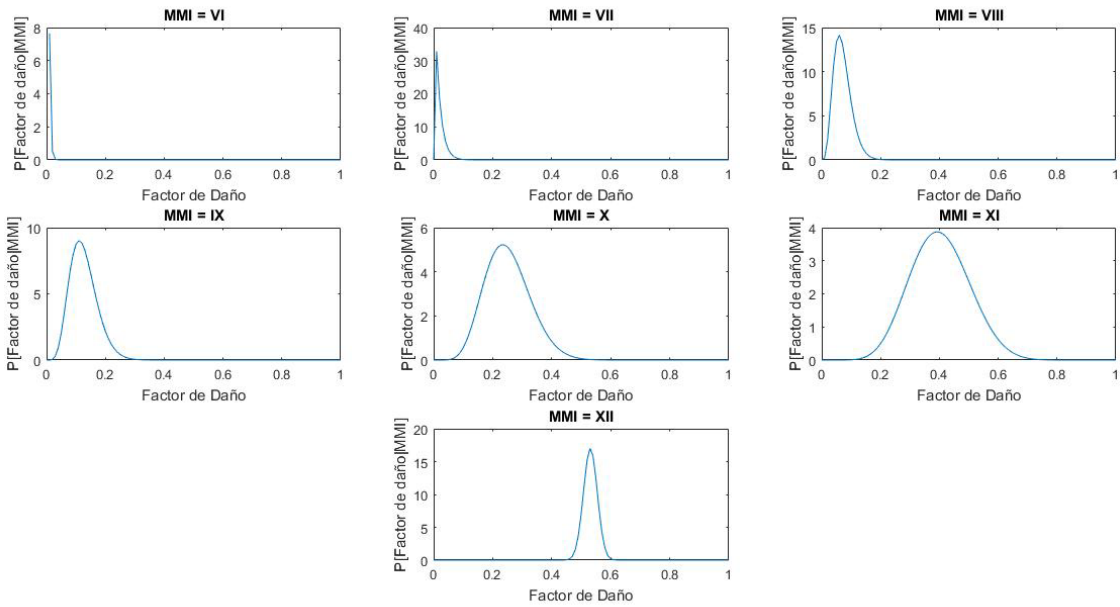 MMI = VI
P[Factor de daño|MMI]
8
6
4
2
0
0 0.2 0.4 0.6 0.8 1
Factor de Daño
MMI = VII
P[Factor de daño|MMI]
40
30
20
10
0
0 0.2 0.4 0.6 0.8 1
Factor de Daño
MMI = VIII
P[Factor de daño|MMI]
15
10
5
0
0 0.2 0.4 0.6 0.8 1
Factor de Daño
MMI = IX
P[Factor de daño|MMI]
10
5
0
0 0.2 0.4 0.6 0.8 1
Factor de Daño
MMI = X
P[Factor de daño|MMI]
6
4
2
0
0 0.2 0.4 0.6 0.8 1
Factor de Daño
MMI = XI
P[Factor de daño|MMI]
4
3
2
1
0
0 0.2 0.4 0.6 0.8 1
Factor de Daño
MMI = XII
P[Factor de daño|MMI]
20
15
10
5
0
0 0.2 0.4 0.6 0.8 1
Factor de Daño